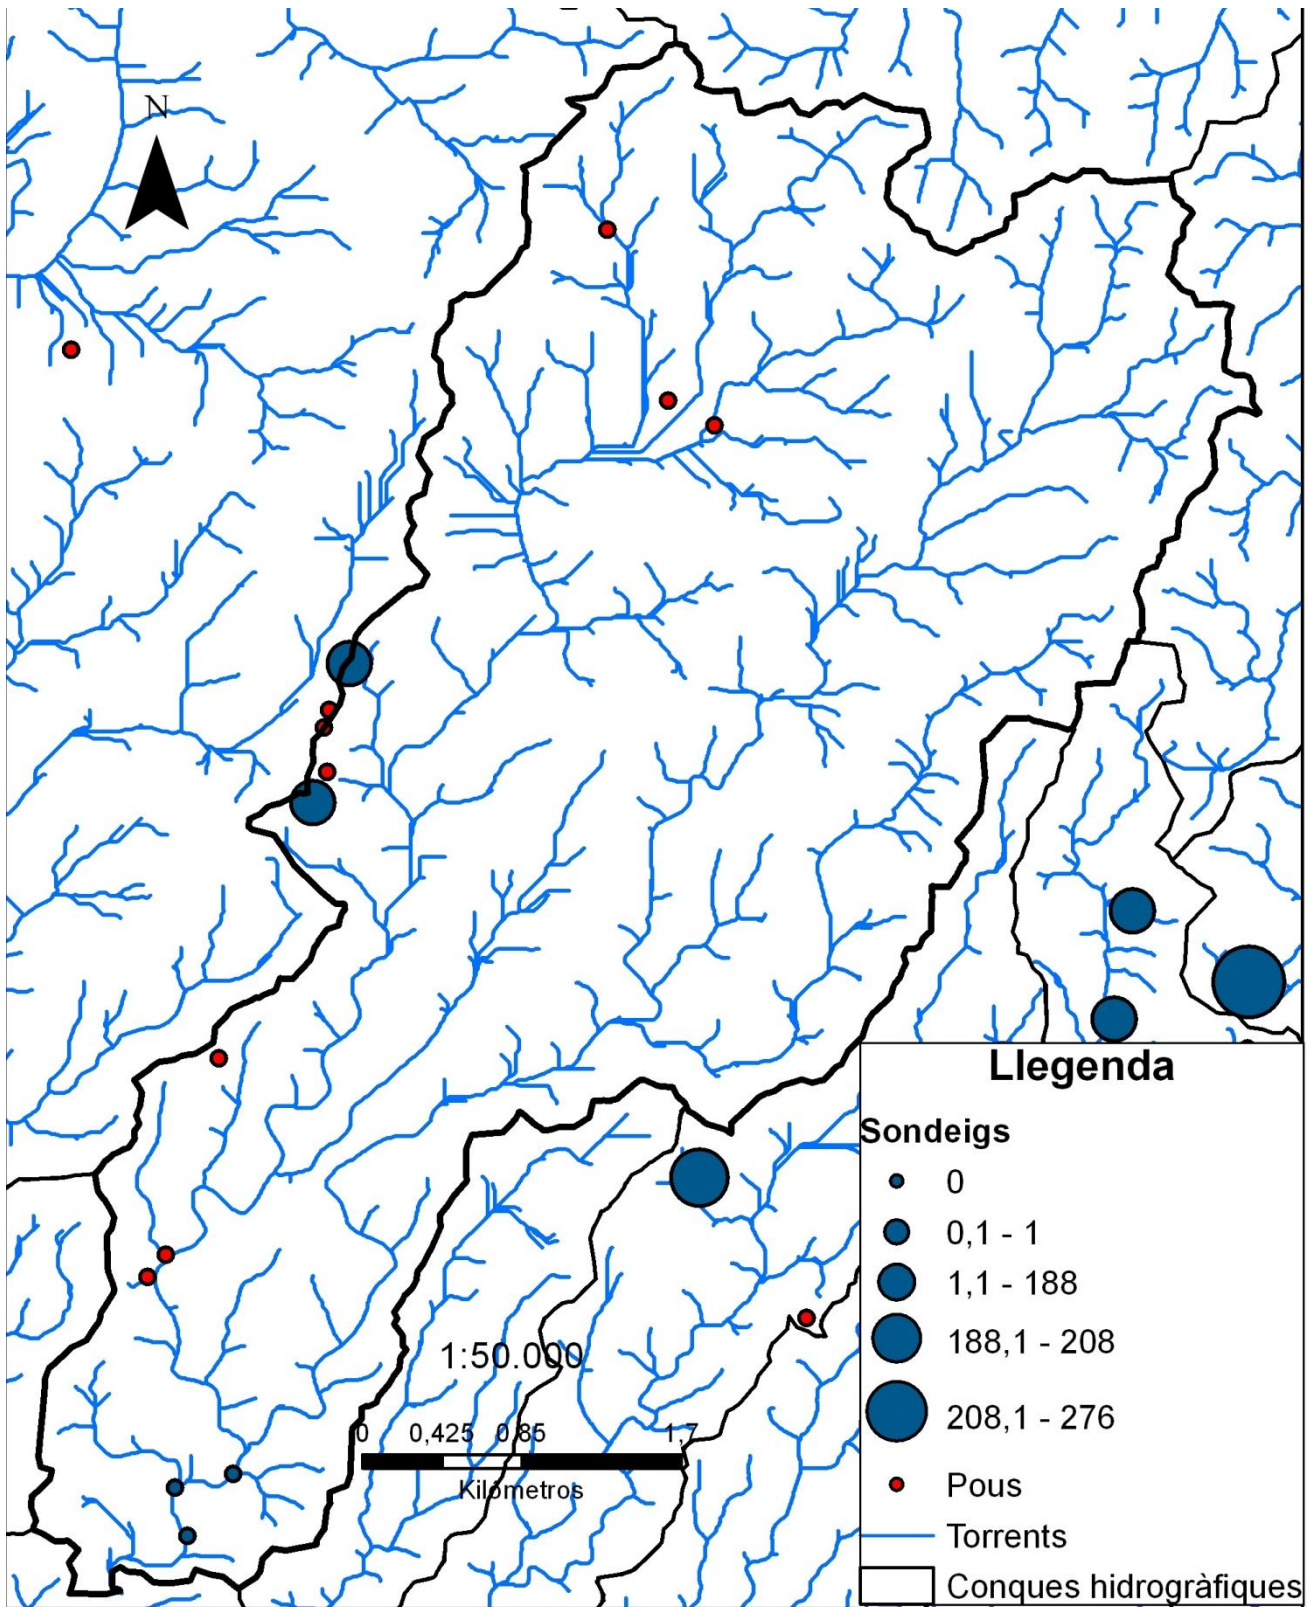 N
Llegenda
Sondeigs
0
0,1 - 1
1,1 - 188
188,1 - 208
208,1 - 276
Pous
Torrents
Conques hidrogràfiques
1:50.000
0 0,425 0,85 1,7
Kilómetros